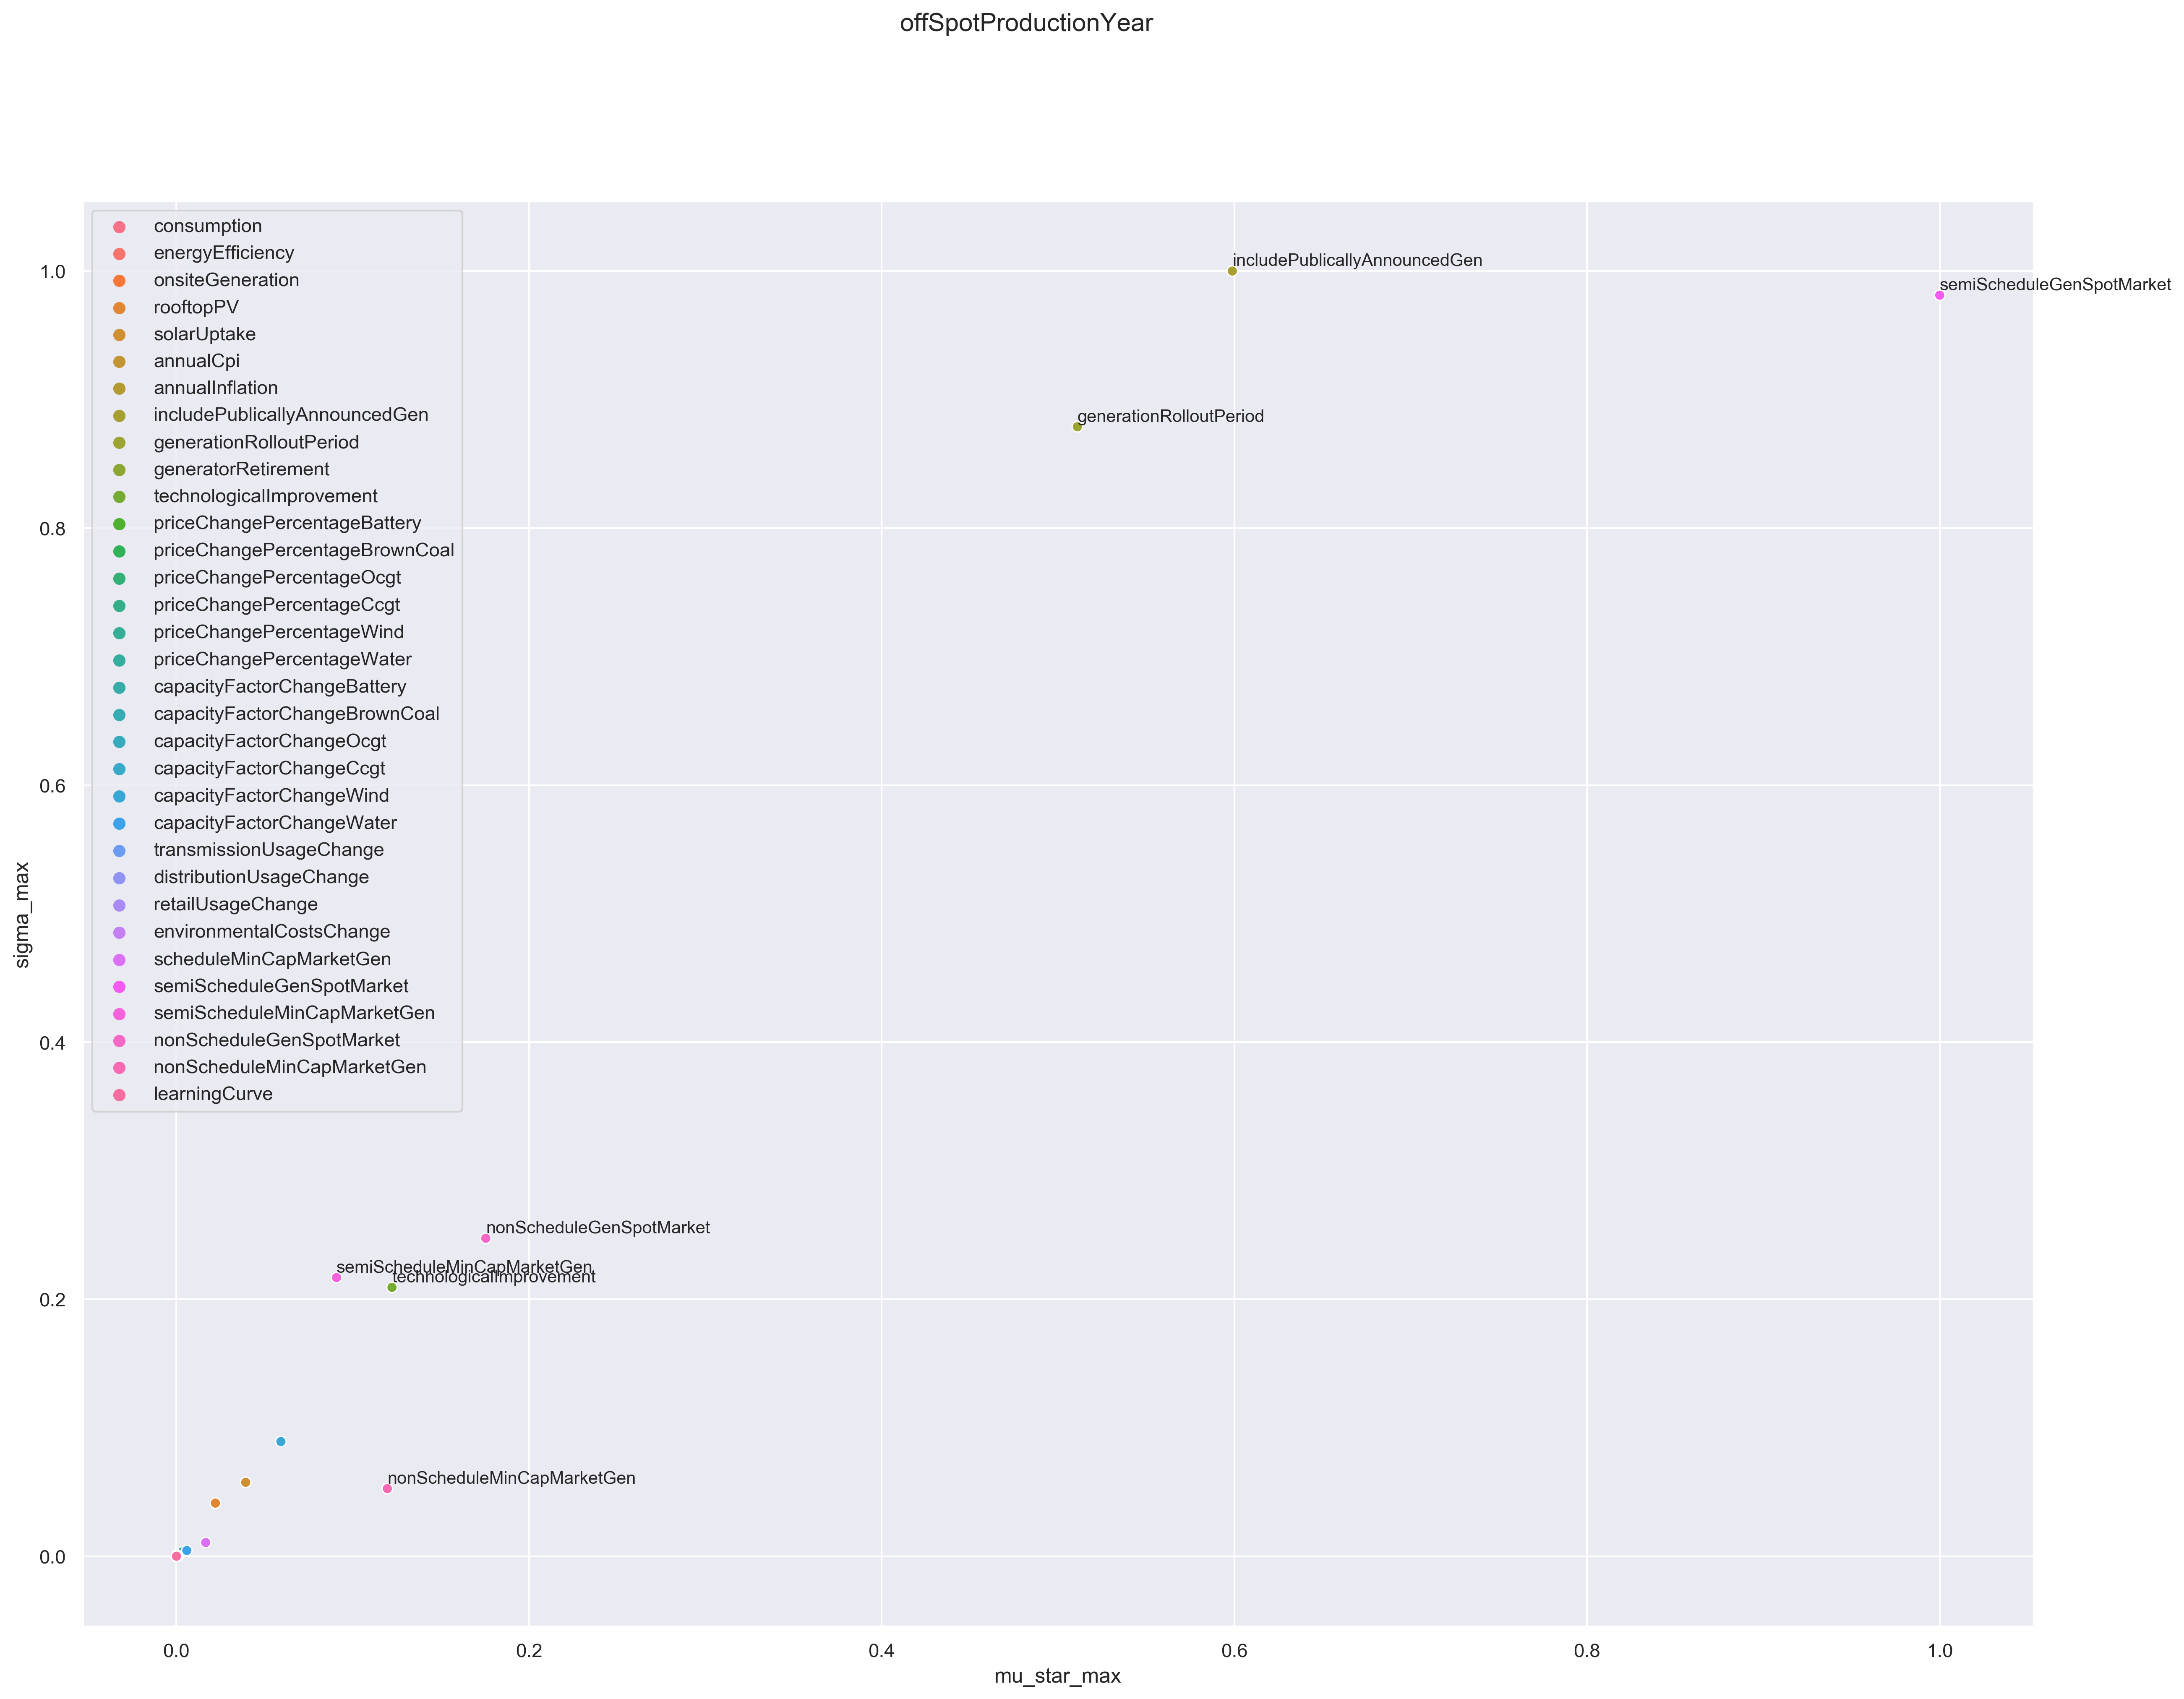 offSpotProductionYear
consumption
energyEfficiency
onsiteGeneration
rooftopPV
solarUptake
annualCpi
annualInflation
includePublicallyAnnouncedGen
generationRolloutPeriod
generatorRetirement
technologicalImprovement
priceChangePercentageBattery
priceChangePercentageBrownCoal
priceChangePercentageOcgt
priceChangePercentageCcgt
priceChangePercentageWind
priceChangePercentageWater
capacityFactorChangeBattery
capacityFactorChangeBrownCoal
capacityFactorChangeOcgt
capacityFactorChangeCcgt
capacityFactorChangeWind
capacityFactorChangeWater
transmissionUsageChange
distributionUsageChange
retailUsageChange
environmentalCostsChange
scheduleMinCapMarketGen
semiScheduleGenSpotMarket
semiScheduleMinCapMarketGen
nonScheduleGenSpotMarket
nonScheduleMinCapMarketGen
learningCurve
includePublicallyAnnouncedGen
semiScheduleGenSpotMarket
generationRolloutPeriod
nonScheduleGenSpotMarket
semiScheduleMinCapMarketGen
technologicalImprovement
nonScheduleMinCapMarketGen
1.0
0.8
0.6
0.4
0.2
0.0
sigma_max
0.0 0.2 0.4 0.6 0.8 1.0
mu_star_max